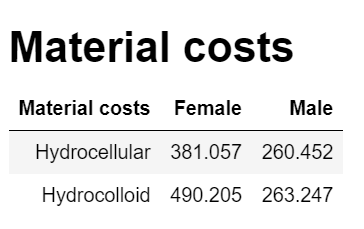 Material costs
Material costs Female Male
Hydrocellular 381.057 260.452
Hydrocolloid 490.205 263.247